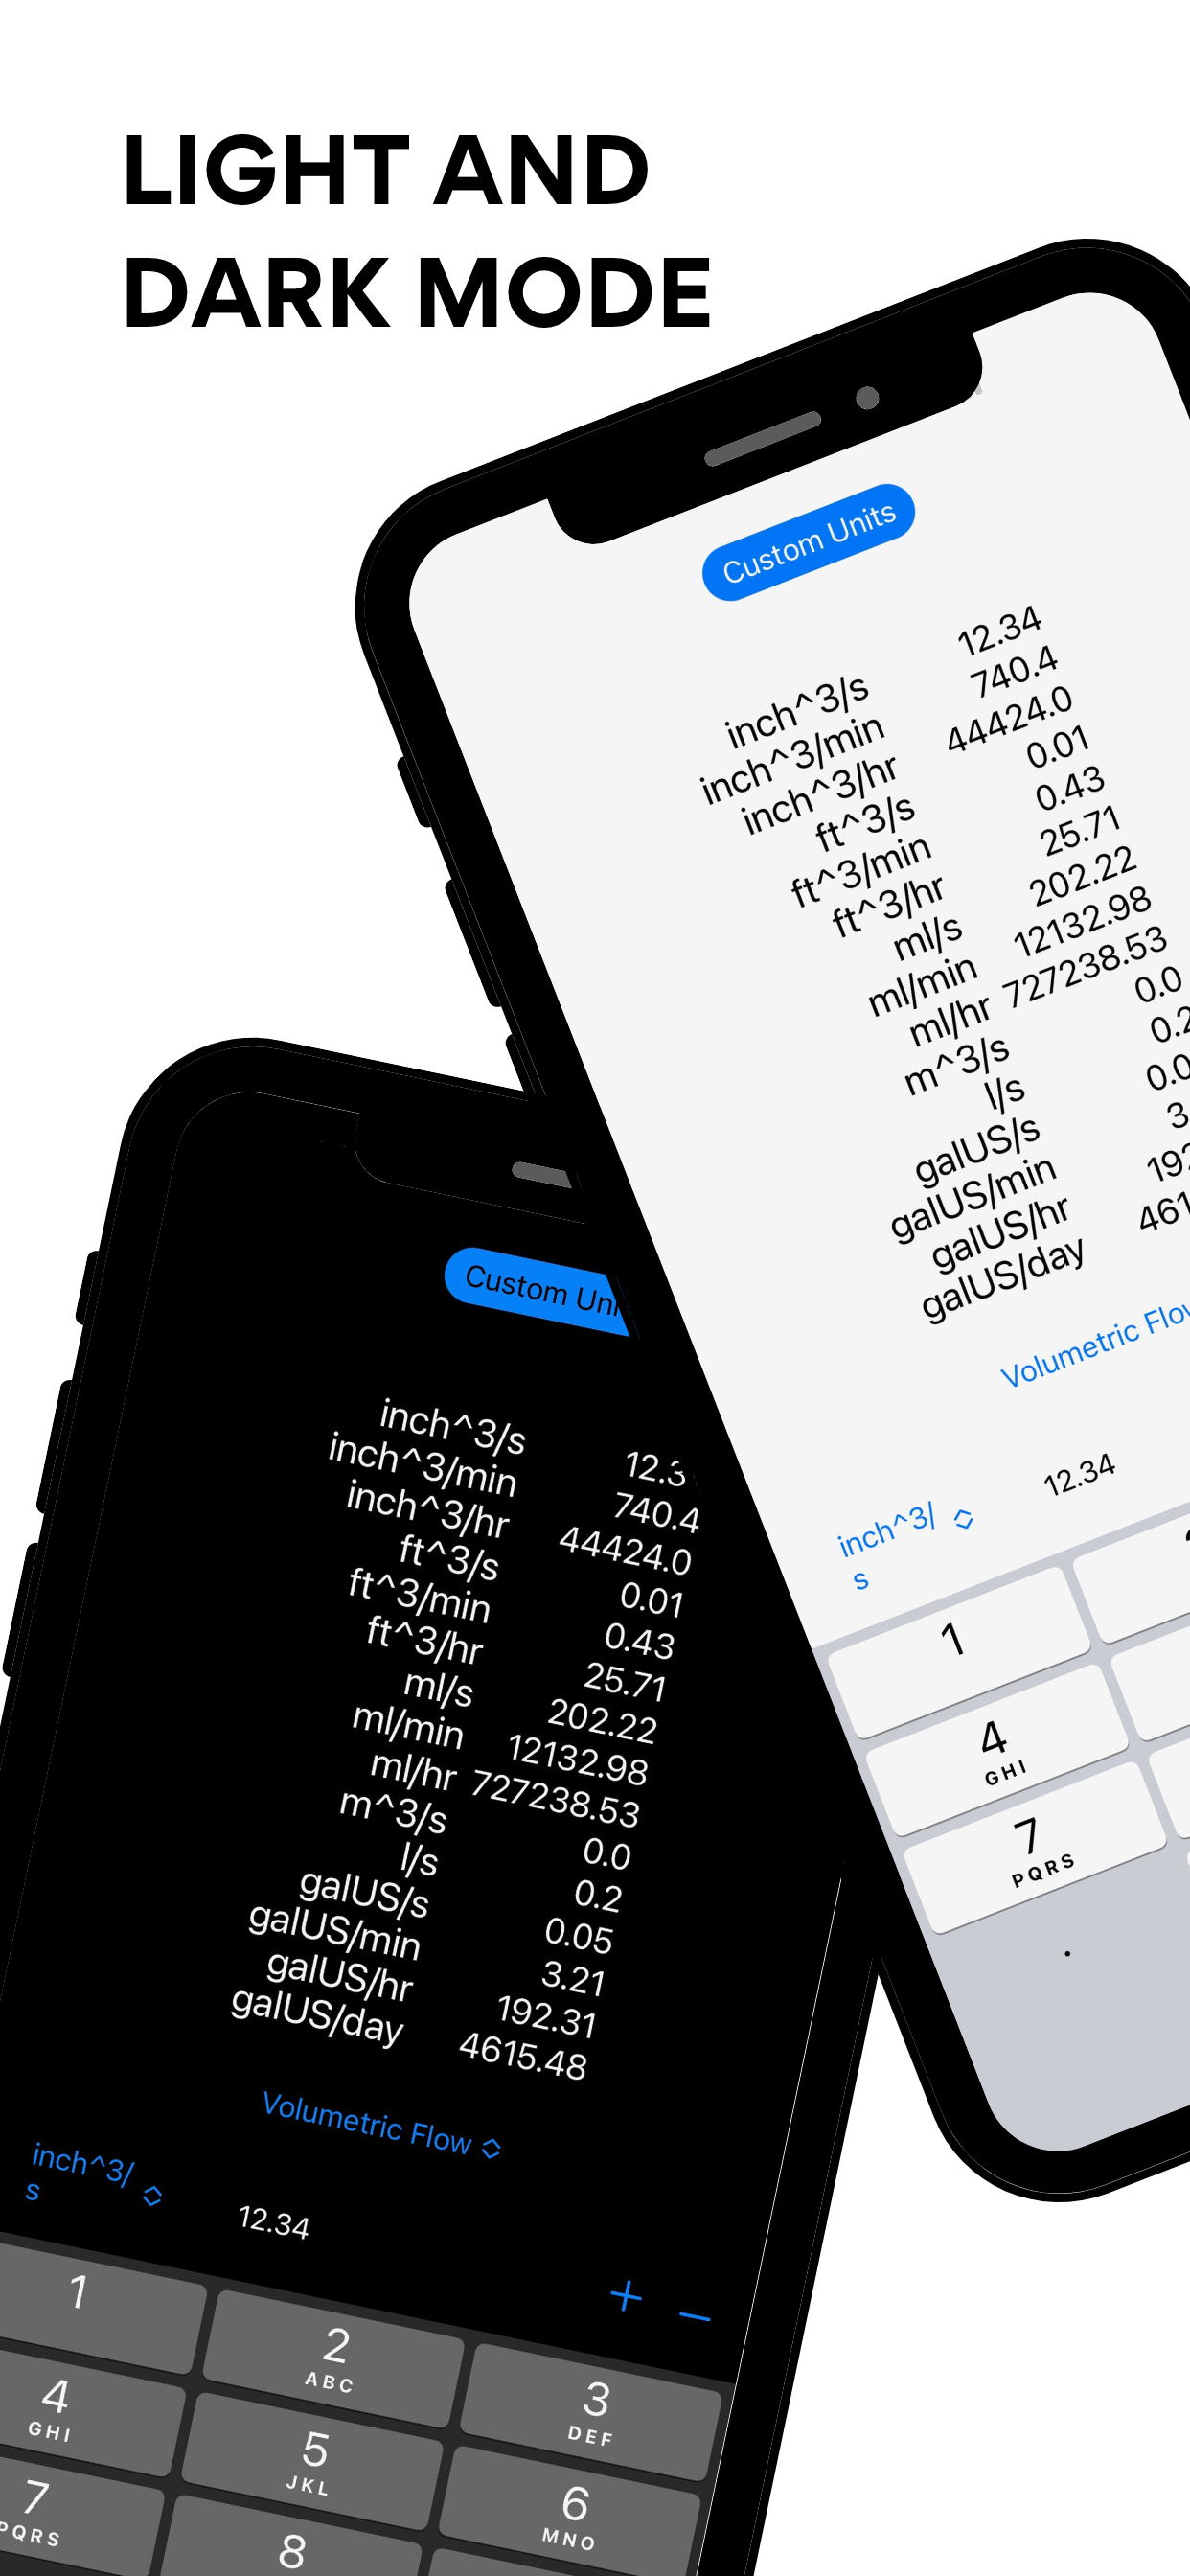 LIGHT AND
DARK MODE
Custom Units
inch^3/s 12.34
inch^3/min 740.4
inch^3/hr 44424.0
ft^3/s 0.01
ft^3/min 0.43
ft^3/hr 25.71
ml/s 202.22
ml/min 12132.98
ml/hr 727238.53
m^3/s 0.0
l/s
galUS/s
galUS/min
galUS/hr
galUS/day
Volumetric
inch^3/ 12.34
s
1
4
GHI
7
PQRS
.
Custom
inch^3/s
inch^3/min 740.4
inch^3/hr 44424.0
ft^3/s 0.01
ft^3/min 0.43
ft^3/hr 25.71
ml/s 202.22
ml/min 12132.98
ml/hr 727238.53
m^3/s 0.0
l/s 0.2
galUS/s 0.05
galUS/min 3.21
galUS/hr 192.31
galUS/day 4615.48
Volumetric Flow
inch^3/ 12.34
s
+ −
1 2 3
ABC DEF
4 5 6
GHI JKL MNO
7 8
PQRS